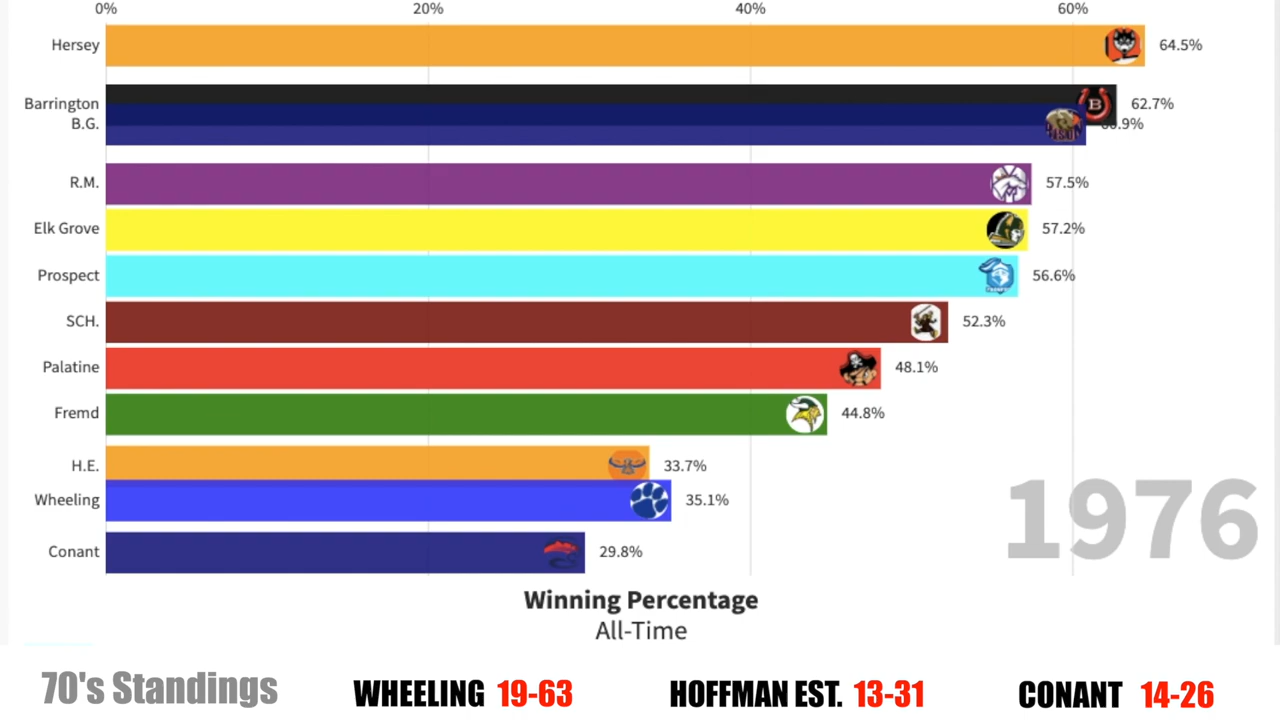 0% 20% 40% 60%
Hersey 64.5%
Barrington B 62.7%
B.G.
R.M. 57.5%
Elk Grove 57.2%
Prospect 56.6%
SCH. 52.3%
Palatine 48.1%
Fremd 44.8%
H.E. 33.7%
Wheeling 35.1%
Conant 29.8%
1976
Winning Percentage
All-Time
70's Standings WHEELING 19-63 HOFFMAN EST. 13-31 CONANT 14-26